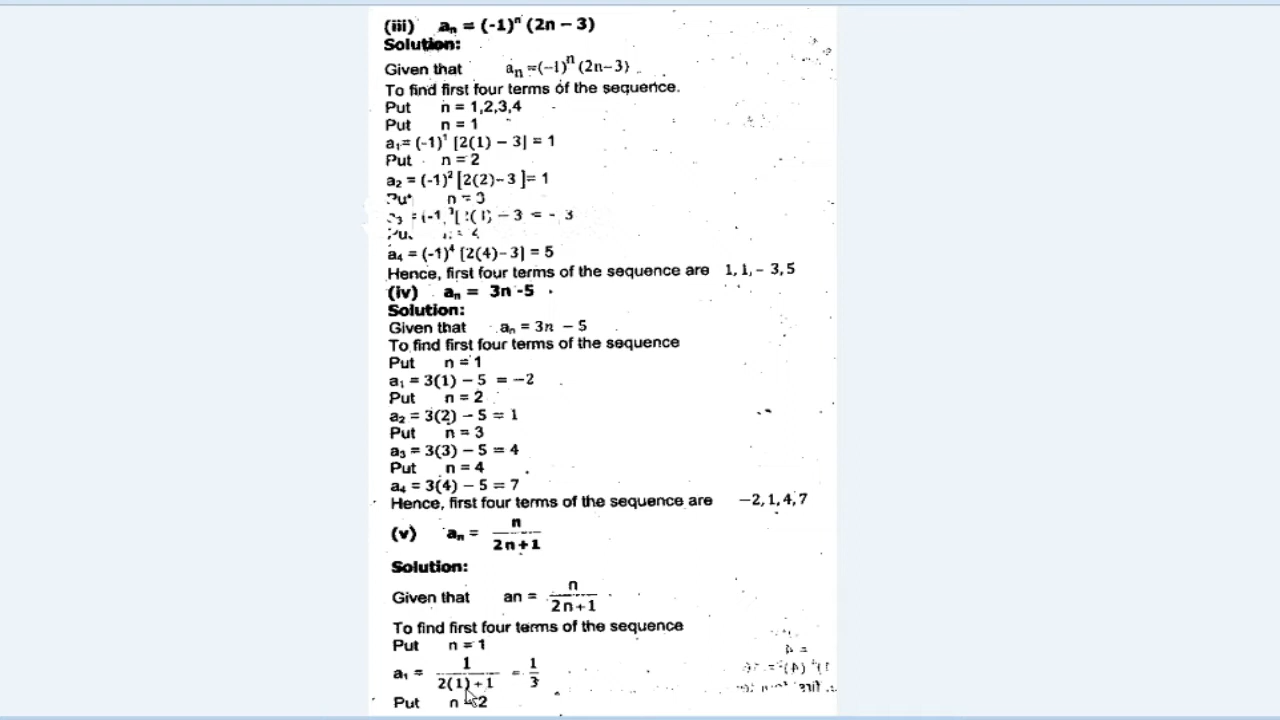 (iii) aₙ = (-1)ⁿ (2n – 3)
Solution:
Given that aₙ =(−1)ⁿ (2n−3)
To find first four terms of the sequence.
Put n = 1,2,3,4
Put n = 1
a₁= (-1)¹ [2(1) – 3] = 1
Put n = 2
a₂ = (-1)² [2(2)- 3 ]= 1
n = 3
– 3 = - 3
a₄ = (-1)⁴ [2(4)- 3] = 5
Hence, first four terms of the sequence are 1, 1, – 3, 5
(iv) aₙ = 3n -5
Solution:
Given that aₙ = 3n – 5
To find first four terms of the sequence
Put n = 1
a₁ = 3(1) – 5 = −2
Put n = 2
a₂ = 3(2) – 5 = 1
Put n = 3
a₃ = 3(3) – 5 = 4
Put n = 4
a₄ = 3(4) – 5 = 7
Hence, first four terms of the sequence are −2, 1, 4, 7
(v) aₙ = n / 2n+1
Solution:
Given that an = n / 2n+1
To find first four terms of the sequence
Put n = 1
a₁ = 1 / 2(1)+1 = 1 / 3
Put n = 2